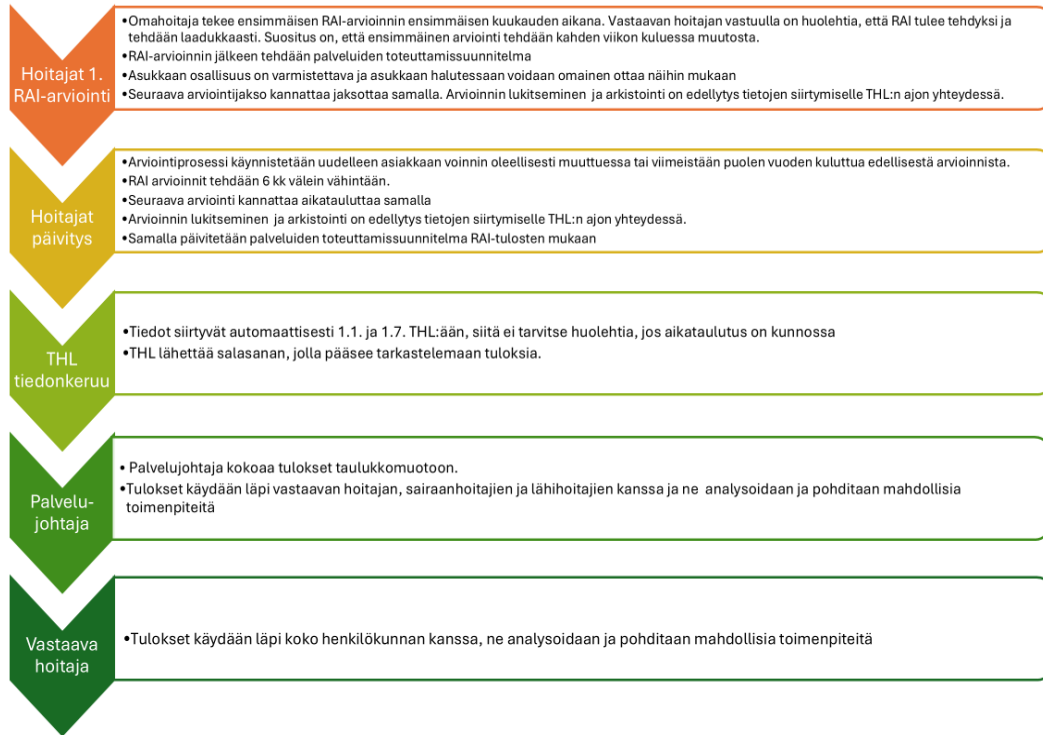 Hoitajat 1.
RAI-arviointi
•Omahoitaja tekee ensimmäisen RAI-arvioinnin ensimmäisen kuukauden aikana. Vastaavan hoitajan vastuulla on huolehtia, että RAI tulee tehdyksi ja
tehdään laadukkaasti. Suositus on, että ensimmäinen arviointi tehdään kahden viikon kuluessa muutosta.
•RAI-arvioinnin jälkeen tehdään palveluiden toteuttamissuunnitelma
•Asukkaan osallisuus on varmistettava ja asukkaan halutessaan voidaan omainen ottaa näihin mukaan
•Seuraava arviointijakso kannattaa jaksottaa samalla. Arvioinnin lukitseminen ja arkistointi on edellytys tietojen siirtymiselle THL:n ajon yhteydessä.
Hoitajat
päivitys
•Arviointiprosessi käynnistetään uudelleen asiakkaan voinnin oleellisesti muuttuessa tai viimeistään puolen vuoden kuluttua edellisestä arvioinnista.
•RAI arvioinnit tehdään 6 kk välein vähintään.
•Seuraava arviointi kannattaa aikatauluttaa samalla
•Arvioinnin lukitseminen ja arkistointi on edellytys tietojen siirtymiselle THL:n ajon yhteydessä.
•Samalla päivitetään palveluiden toteuttamissuunnitelma RAI-tulosten mukaan
THL
tiedonkeruu
•Tiedot siirtyvät automaattisesti 1.1. ja 1.7. THL:ään, siitä ei tarvitse huolehtia, jos aikataulutus on kunnossa
•THL lähettää salasanan, jolla pääsee tarkastelemaan tuloksia.
Palvelu-
johtaja
• Palvelujohtaja kokoaa tulokset taulukkomuotoon.
•Tulokset käydään läpi vastaavan hoitajan, sairaanhoitajien ja lähihoitajien kanssa ja ne analysoidaan ja pohditaan mahdollisia
toimenpiteitä
Vastaava
hoitaja
•Tulokset käydään läpi koko henkilökunnan kanssa, ne analysoidaan ja pohditaan mahdollisia toimenpiteitä